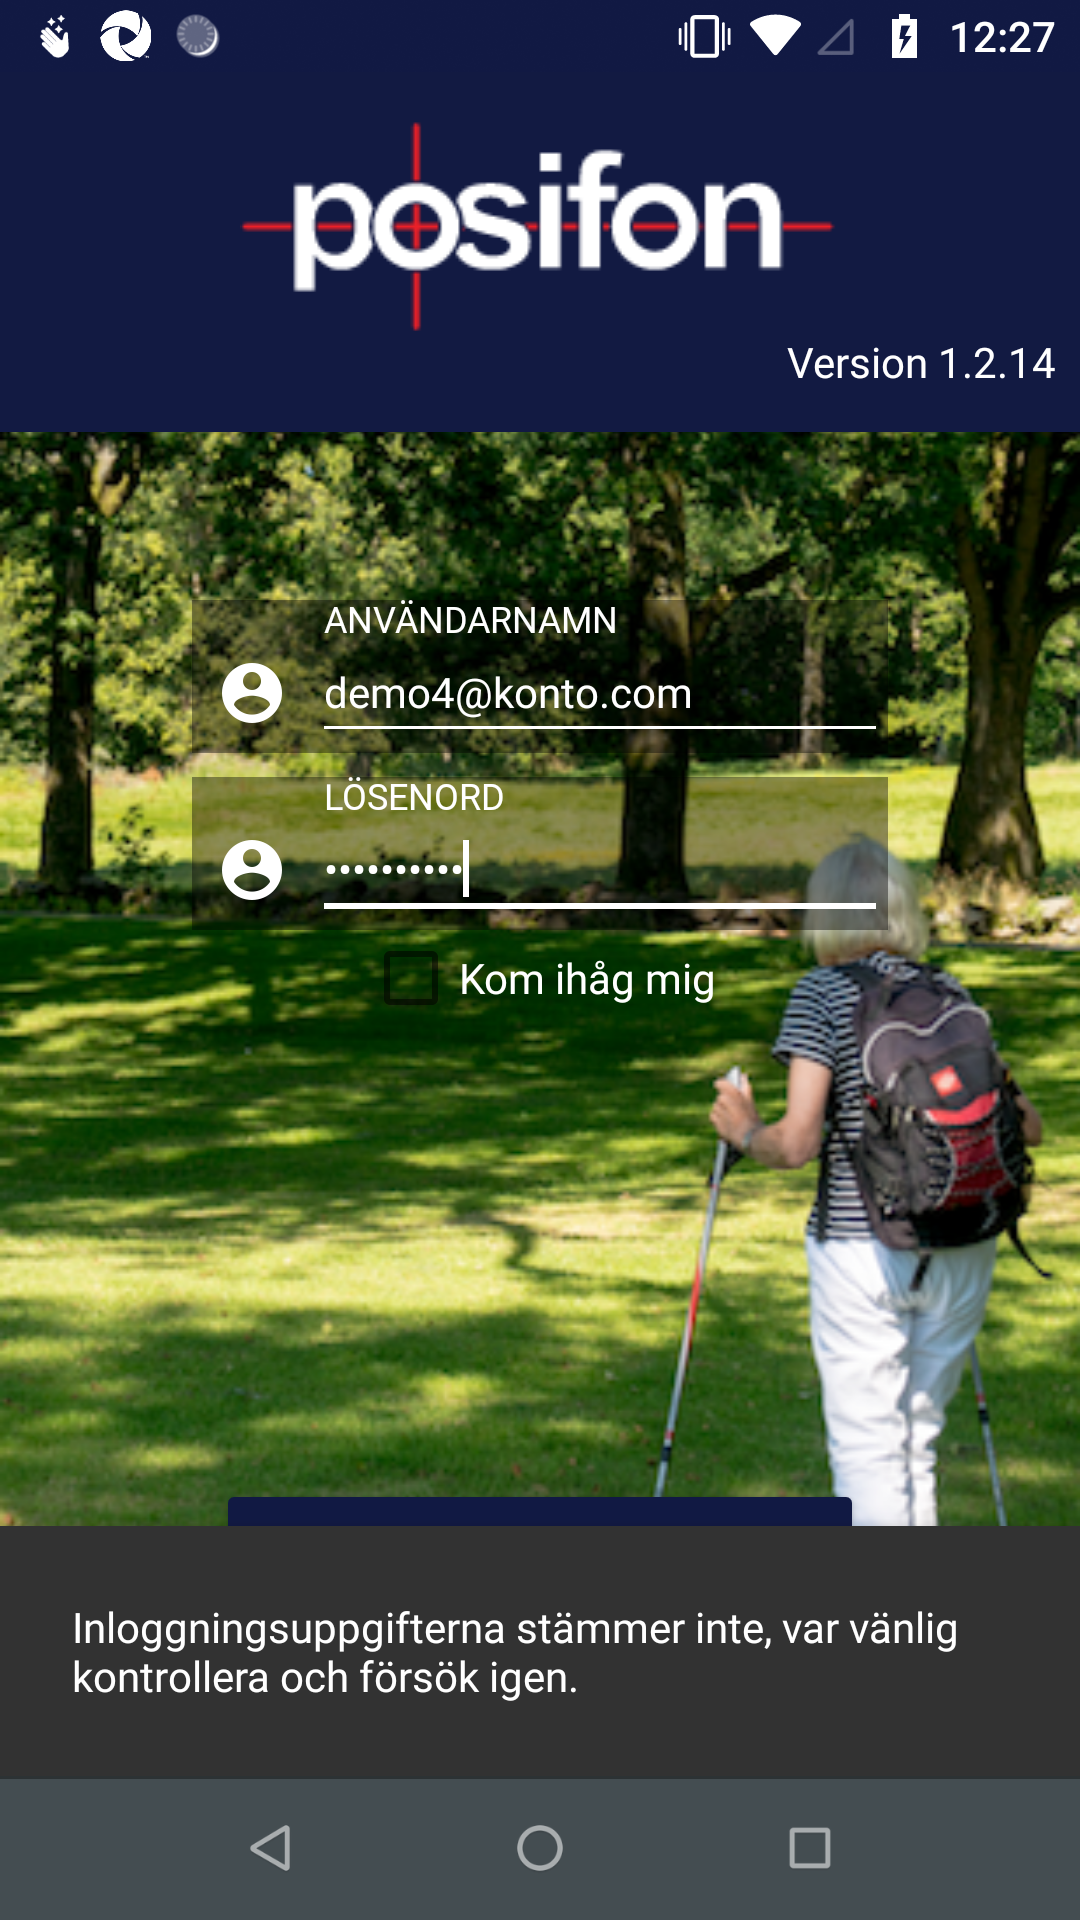 12:27
posifon
Version 1.2.14
ANVÄNDARNAMN
demo4@konto.com
LÖSENORD
••••••••••
Kom ihåg mig
Inloggningsuppgifterna stämmer inte, var vänlig
kontrollera och försök igen.